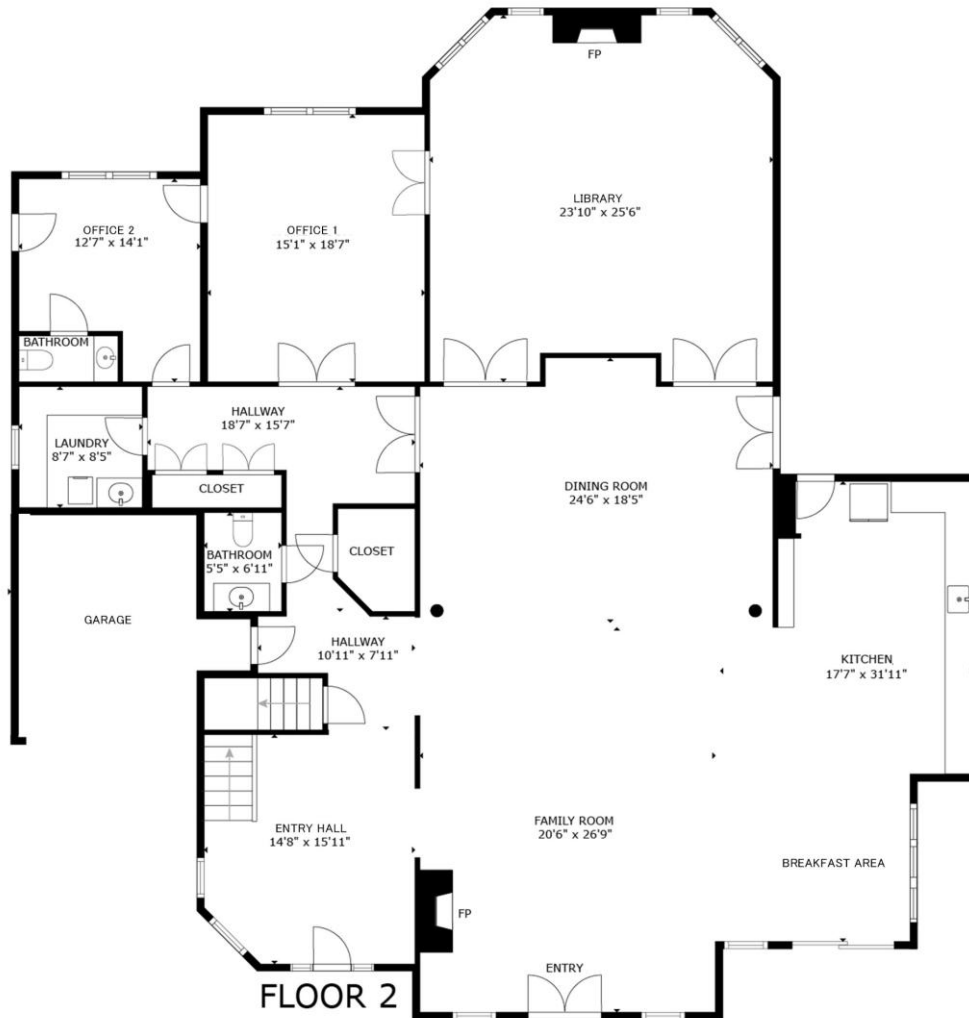 FP
LIBRARY
23'10" x 25'6"
OFFICE 2
12'7" x 14'1"
OFFICE 1
15'1" x 18'7"
BATHROOM
HALLWAY
18'7" x 15'7"
LAUNDRY
8'7" x 8'5"
CLOSET
DINING ROOM
24'6" x 18'5"
BATHROOM
5'5" x 6'11"
CLOSET
GARAGE
HALLWAY
10'11" x 7'11"
KITCHEN
17'7" x 31'11"
ENTRY HALL
14'8" x 15'11"
FAMILY ROOM
20'6" x 26'9"
BREAKFAST AREA
FP
ENTRY
FLOOR 2